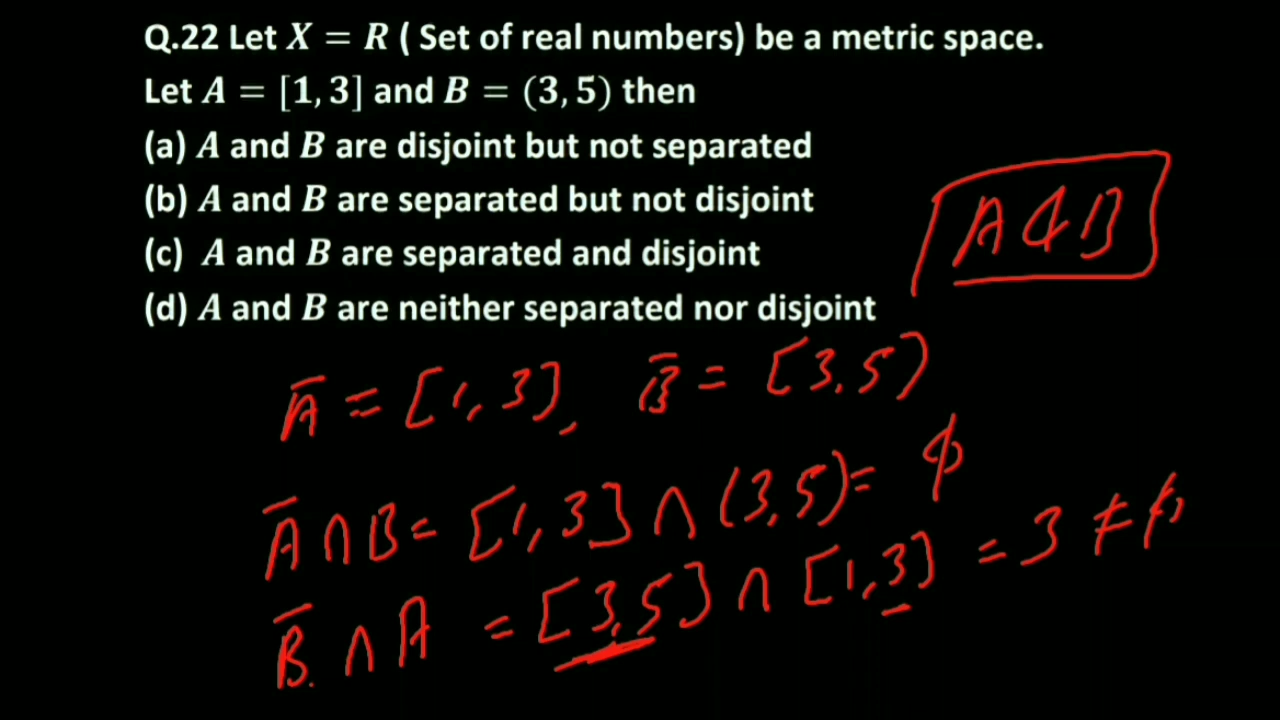 Q.22 Let X = R ( Set of real numbers) be a metric space.
Let A = [1, 3] and B = (3, 5) then
(a) A and B are disjoint but not separated
(b) A and B are separated but not disjoint
(c) A and B are separated and disjoint
(d) A and B are neither separated nor disjoint
A & B
A̅ = [1, 3], B̅ = [3, 5)
A̅ ∩ B = [1, 3] ∩ (3, 5) = ϕ
B̅ ∩ A = [3, 5] ∩ [1, 3] = 3 ≠ ϕ,